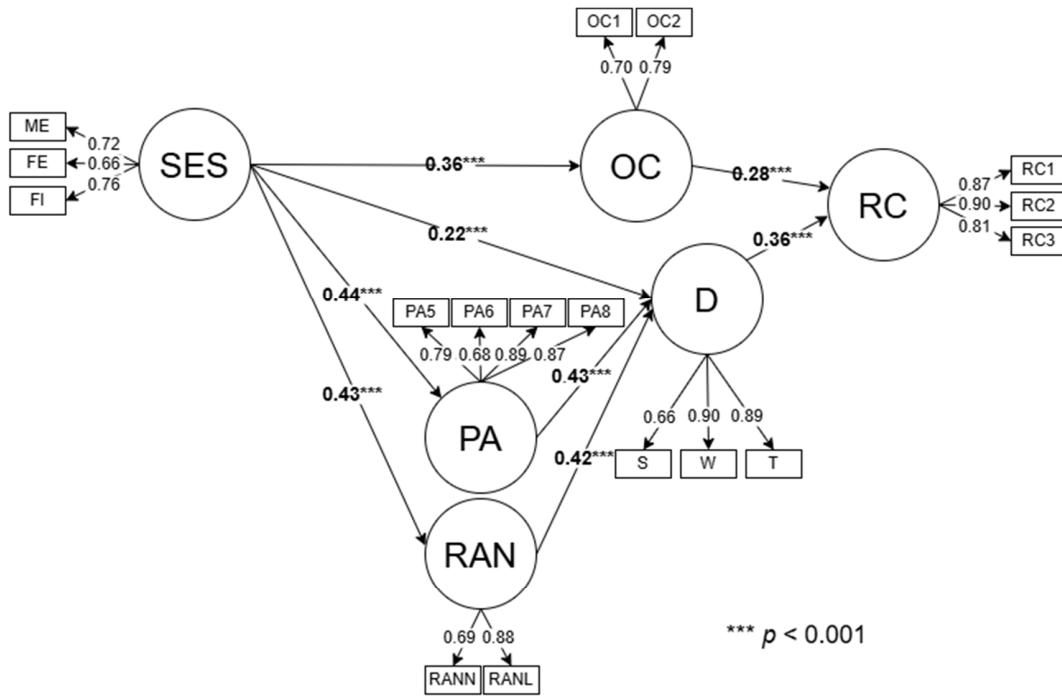 OC1 OC2
0.70 0.79
ME
FE
FI
0.72
0.66
0.76
SES
0.36***
OC
0.28***
RC
0.87
0.90
0.81
RC1
RC2
RC3
0.22***
0.36***
D
0.44***
PA5 PA6 PA7 PA8
0.79 0.68 0.89 0.87
0.43***
0.43***
PA
0.66 0.90 0.89
S W T
0.42***
RAN
0.69 0.88
RANN RANL
*** p < 0.001